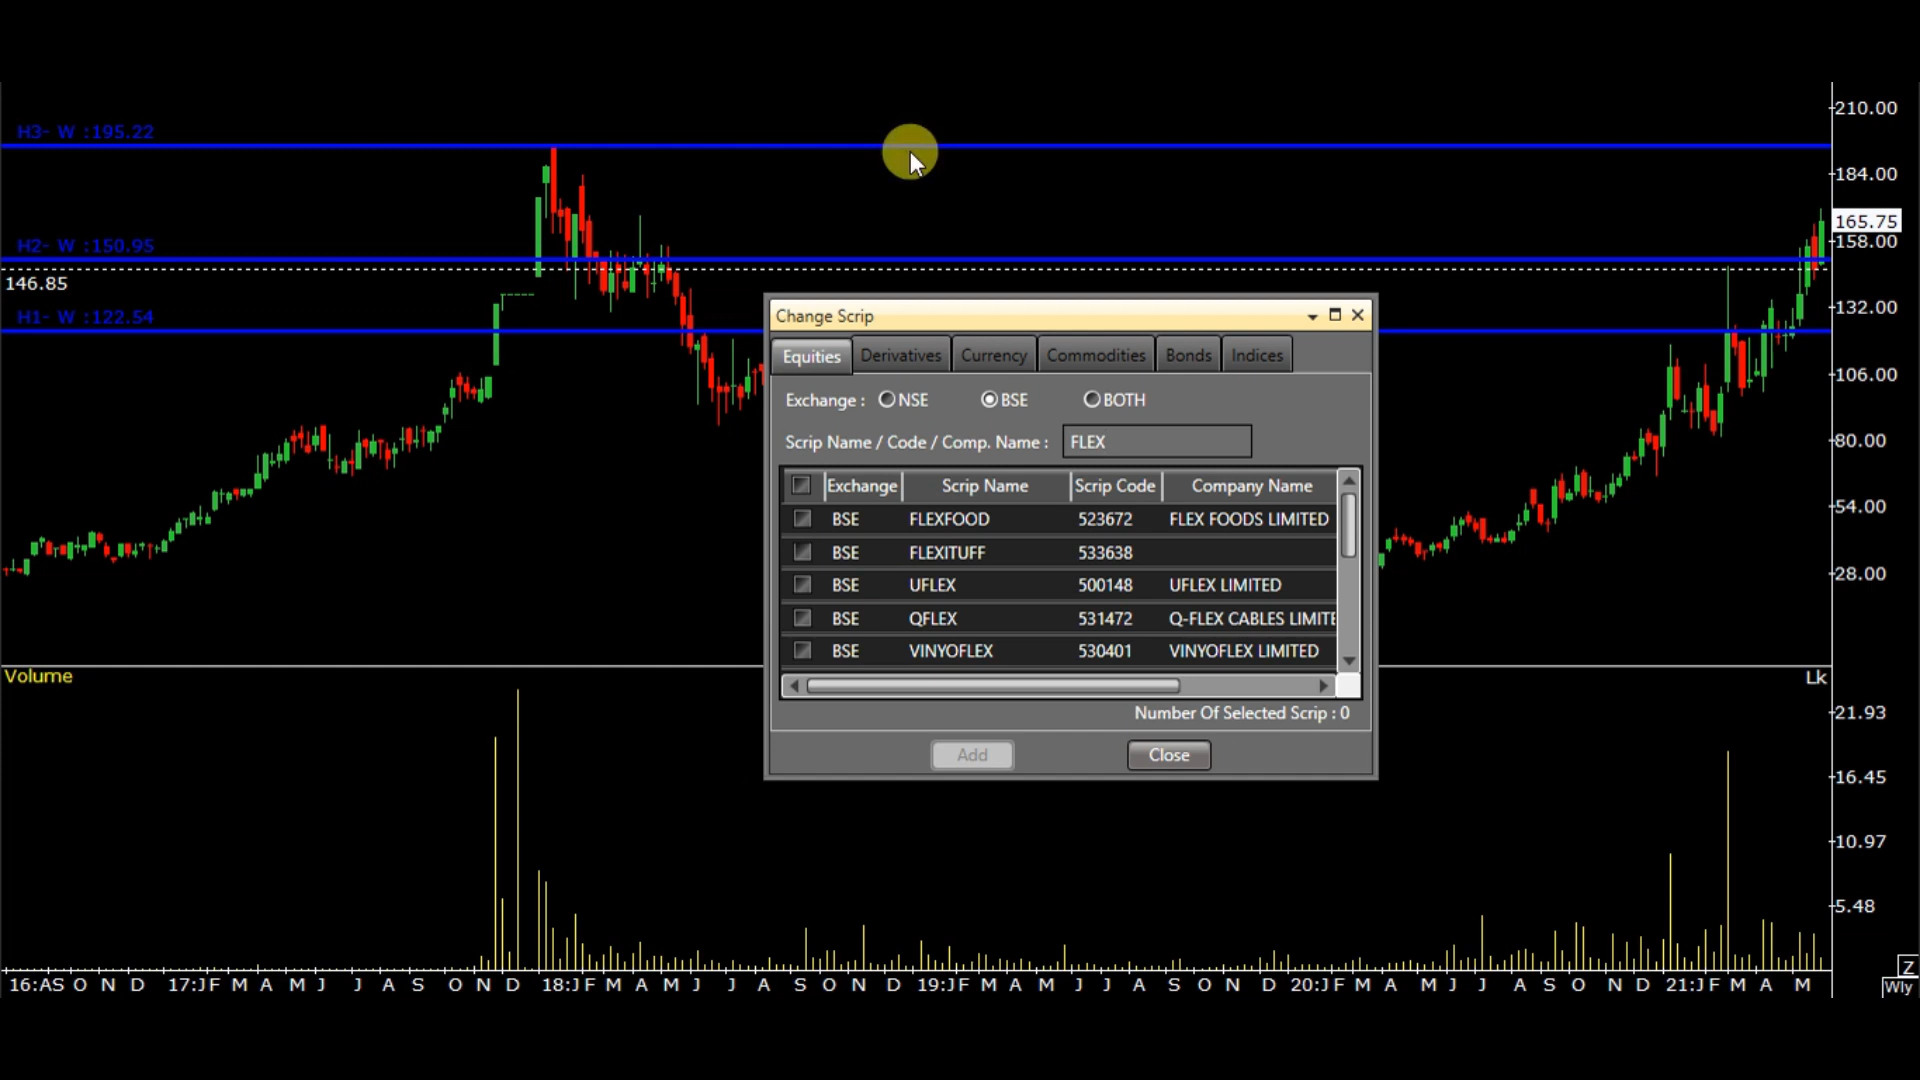 210.00
H3- W :195.22
184.00
165.75
H2- W :150.95
158.00
146.85
H1- W :122.54
132.00
106.00
80.00
54.00
28.00
Change Scrip
Equities Derivatives Currency Commodities Bonds Indices
Exchange : NSE BSE BOTH
Scrip Name / Code / Comp. Name : FLEX
Exchange Scrip Name Scrip Code Company Name
BSE FLEXFOOD 523672 FLEX FOODS LIMITED
BSE FLEXITUFF 533638
BSE UFLEX 500148 UFLEX LIMITED
BSE QFLEX 531472 Q-FLEX CABLES LIMITE
BSE VINYOFLEX 530401 VINYOFLEX LIMITED
Number Of Selected Scrip : 0
Add Close
Volume Lk
21.93
16.45
10.97
5.48
Z
16:AS O N D 17:JF M A M J J A S O N D 18:JF M A M J J A S O N D 19:JF M A M J J A S O N D 20:JF M A M J J A S O N D 21:JF M A M
Wly